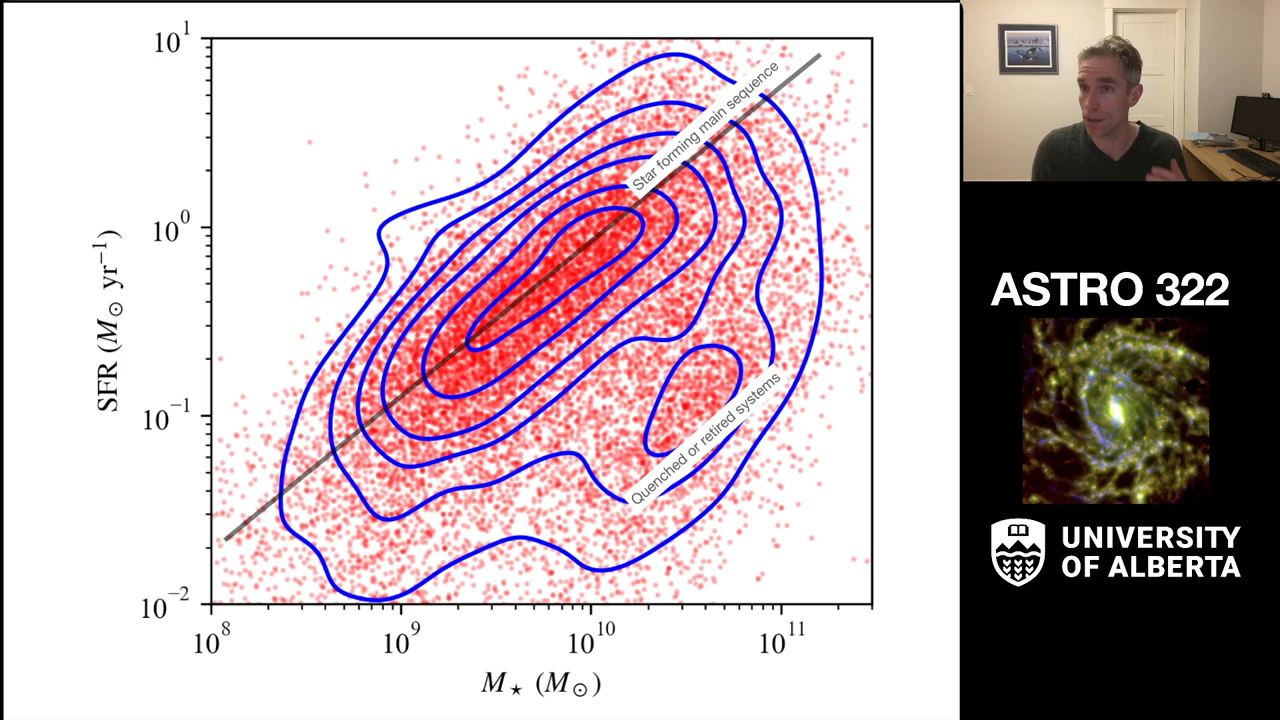 10¹
10⁰
10⁻¹
10⁻²
SFR (M☉ yr⁻¹)
Star forming main sequence
Quenched or retired systems
10⁸
10⁹
10¹⁰
10¹¹
M⋆ (M☉)
ASTRO 322
UNIVERSITY
OF ALBERTA